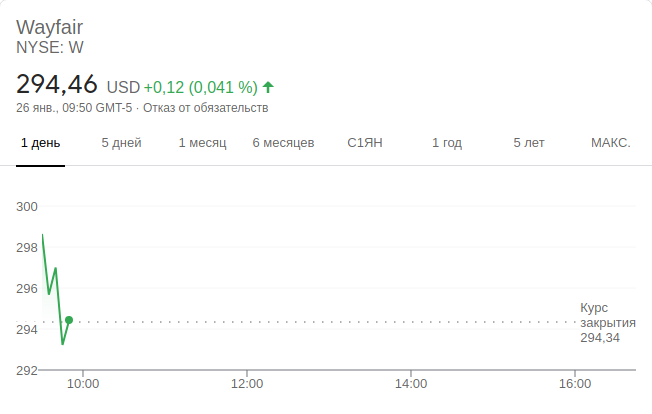 Wayfair
NYSE: W
294,46 USD +0,12 (0,041 %)
26 янв., 09:50 GMT-5 · Отказ от обязательств
1 день 5 дней 1 месяц 6 месяцев С1ЯН 1 год 5 лет МАКС.
300
298
296
294
292
Курс
закрытия
294,34
10:00 12:00 14:00 16:00